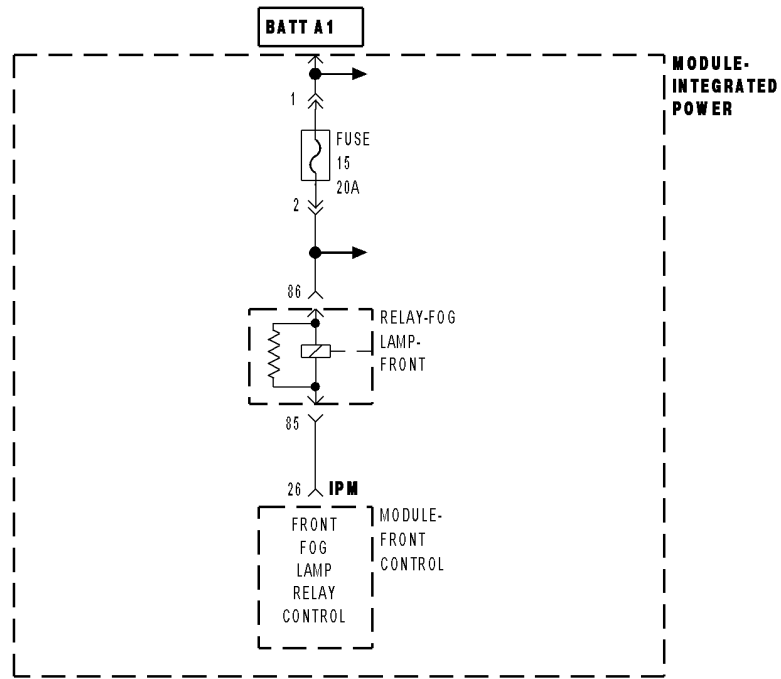 BATT A1
MODULE-
INTEGRATED
POWER
1
FUSE
15
20A
2
86
RELAY-FOG
LAMP-
FRONT
85
26 IPM
MODULE-
FRONT
CONTROL
FRONT
FOG
LAMP
RELAY
CONTROL